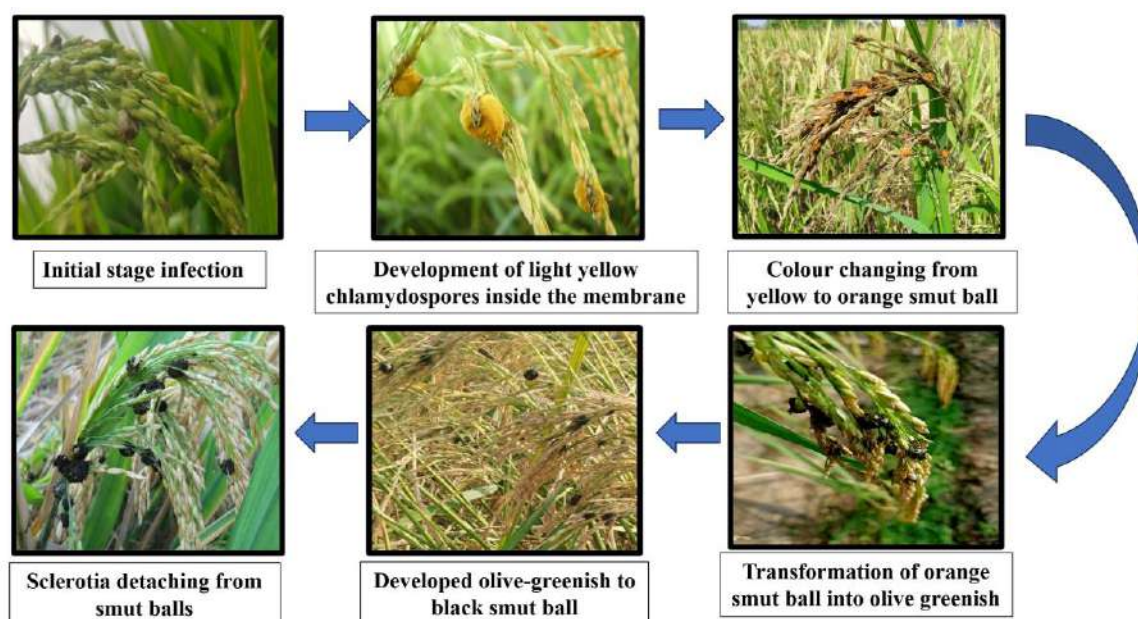 Initial stage infection
Development of light yellow
chlamydospores inside the membrane
Colour changing from
yellow to orange smut ball
Transformation of orange
smut ball into olive greenish
Developed olive-greenish to
black smut ball
Sclerotia detaching from
smut balls